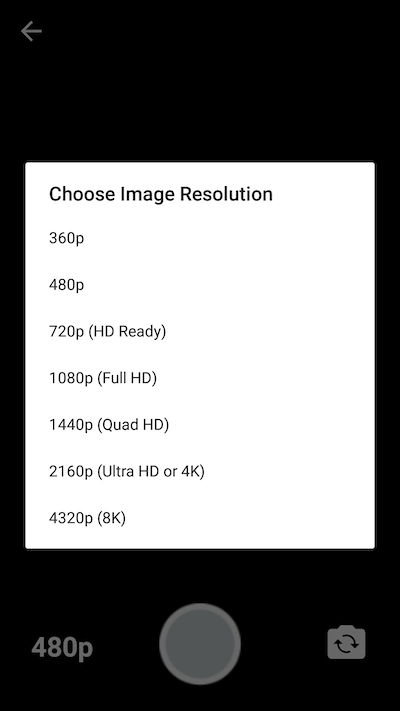 Choose Image Resolution
360p
480p
720p (HD Ready)
1080p (Full HD)
1440p (Quad HD)
2160p (Ultra HD or 4K)
4320p (8K)
480p